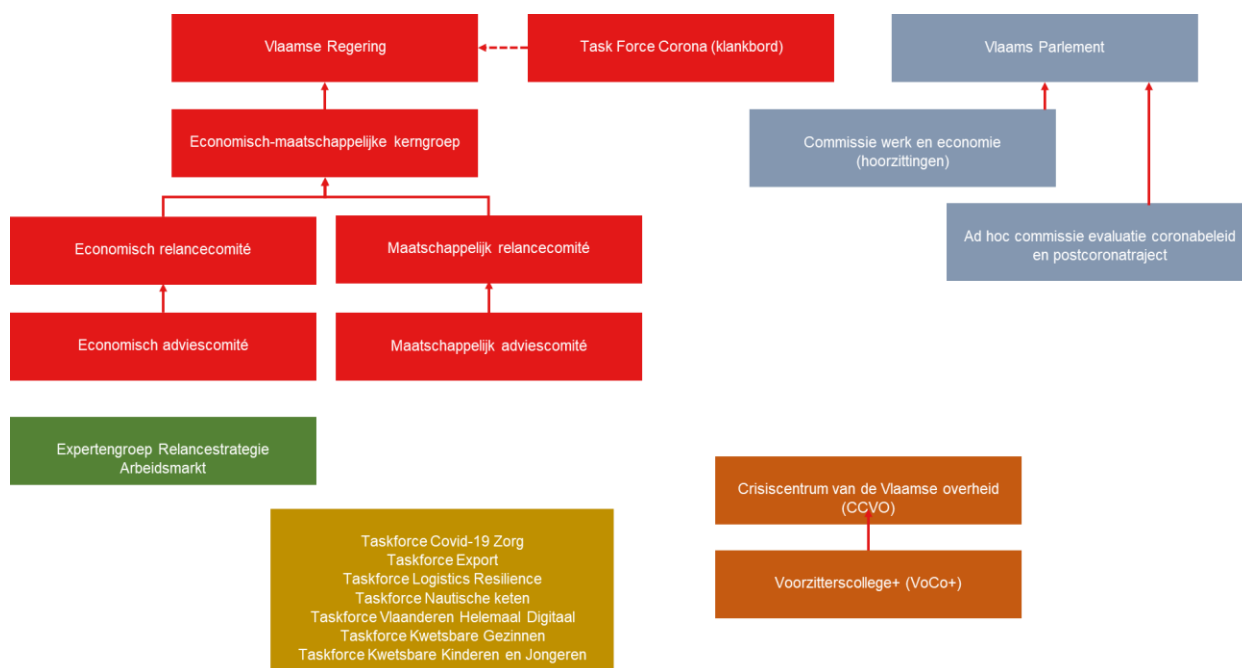 Vlaamse Regering
Task Force Corona (klankbord)
Vlaams Parlement
Economisch-maatschappelijke kerngroep
Commissie werk en economie
(hoorzittingen)
Economisch relancecomité
Maatschappelijk relancecomité
Ad hoc commissie evaluatie coronabeleid
en postcoronatraject
Economisch adviescomité
Maatschappelijk adviescomité
Expertengroep Relancestrategie
Arbeidsmarkt
Crisiscentrum van de Vlaamse overheid
(CCVO)
Voorzitterscollege+ (VoCo+)
Taskforce Covid-19 Zorg
Taskforce Export
Taskforce Logistics Resilience
Taskforce Nautische keten
Taskforce Vlaanderen Helemaal Digitaal
Taskforce Kwetsbare Gezinnen
Taskforce Kwetsbare Kinderen en Jongeren